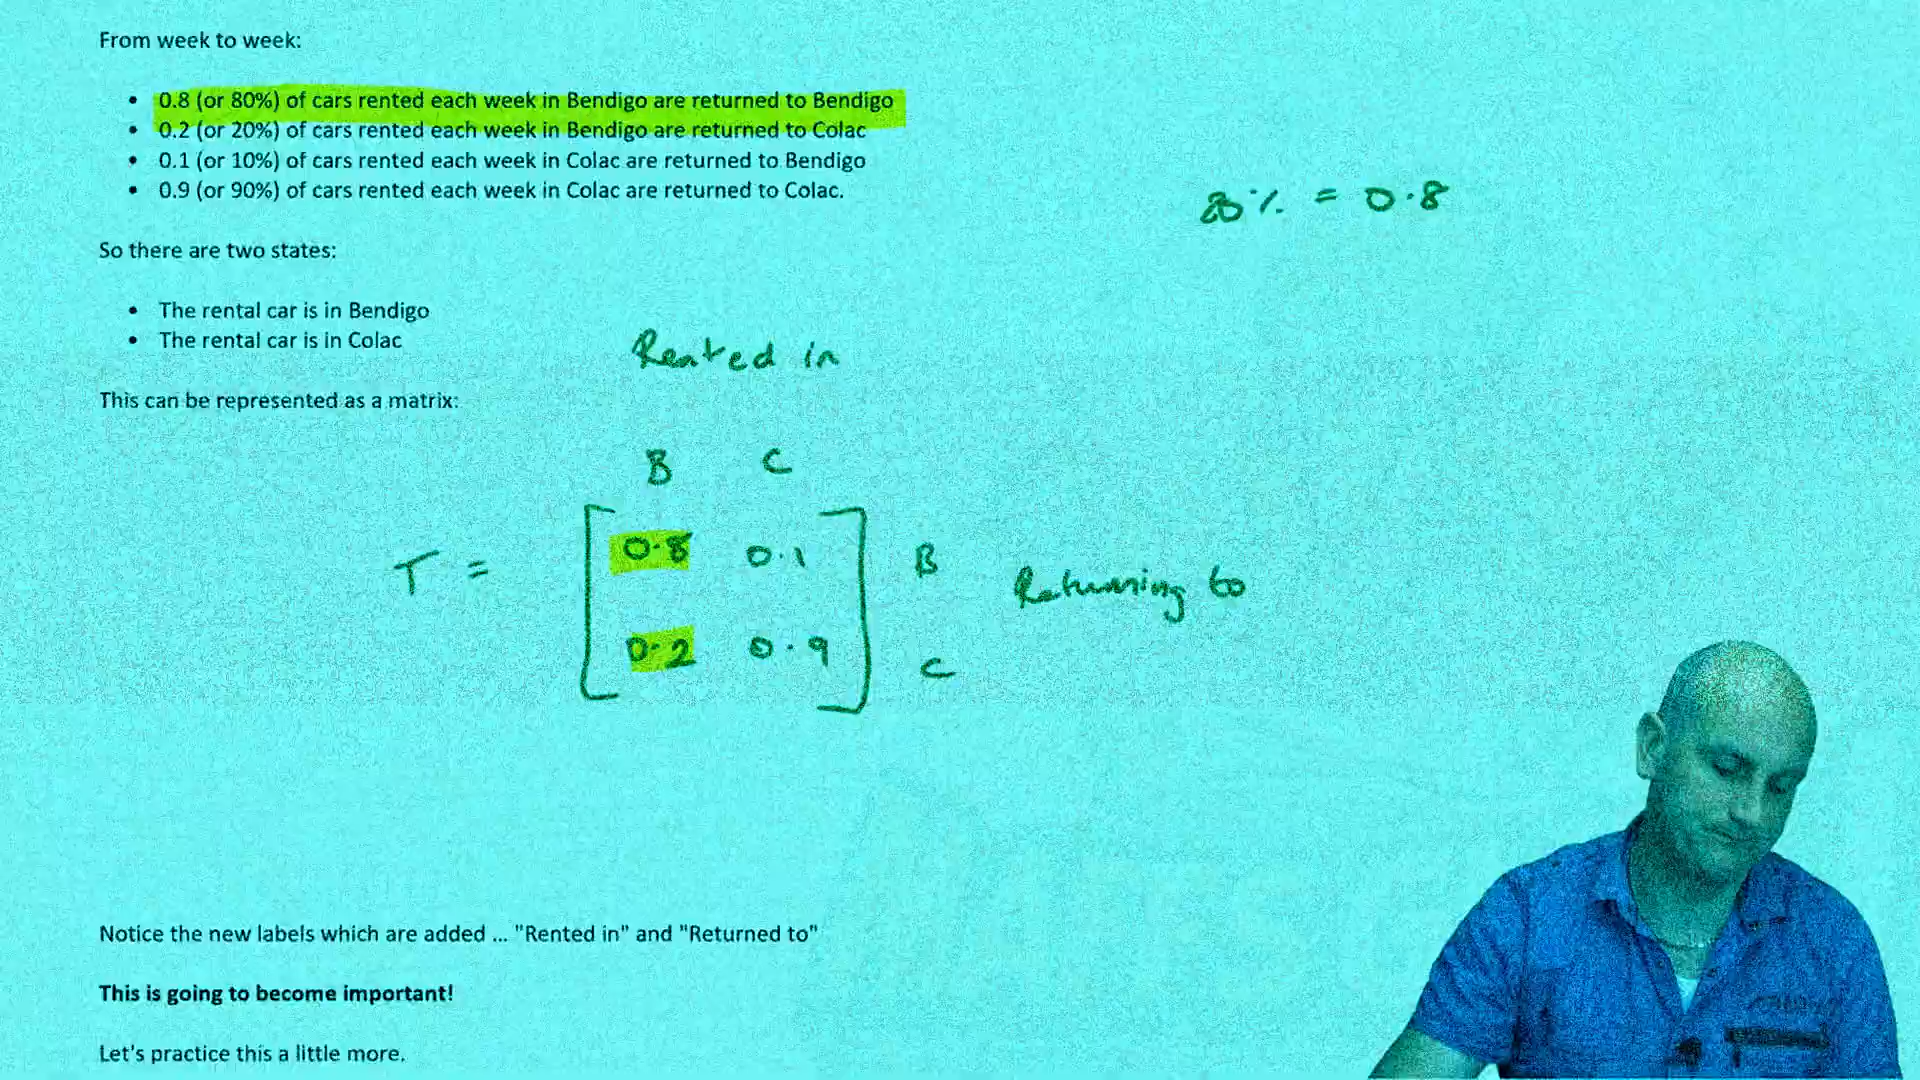 From week to week:
• 0.8 (or 80%) of cars rented each week in Bendigo are returned to Bendigo
• 0.2 (or 20%) of cars rented each week in Bendigo are returned to Colac
• 0.1 (or 10%) of cars rented each week in Colac are returned to Bendigo
• 0.9 (or 90%) of cars rented each week in Colac are returned to Colac.
80% = 0.8
So there are two states:
• The rental car is in Bendigo
• The rental car is in Colac
Rented in
This can be represented as a matrix:
B C
T = [0.8 0.1] B
Returning to
[0.2 0.9] C
Notice the new labels which are added ... "Rented in" and "Returned to"
This is going to become important!
Let's practice this a little more.